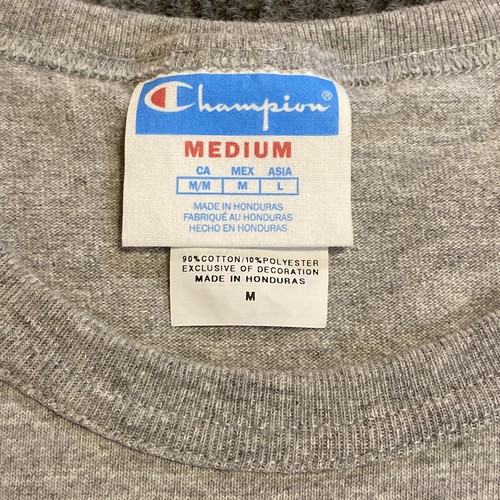 Champion®
MEDIUM
CA MEX ASIA
M/M M L
MADE IN HONDURAS
FABRIQUÉ AU HONDURAS
HECHO EN HONDURAS
90%COTTON/10%POLYESTER
EXCLUSIVE OF DECORATION
MADE IN HONDURAS
M